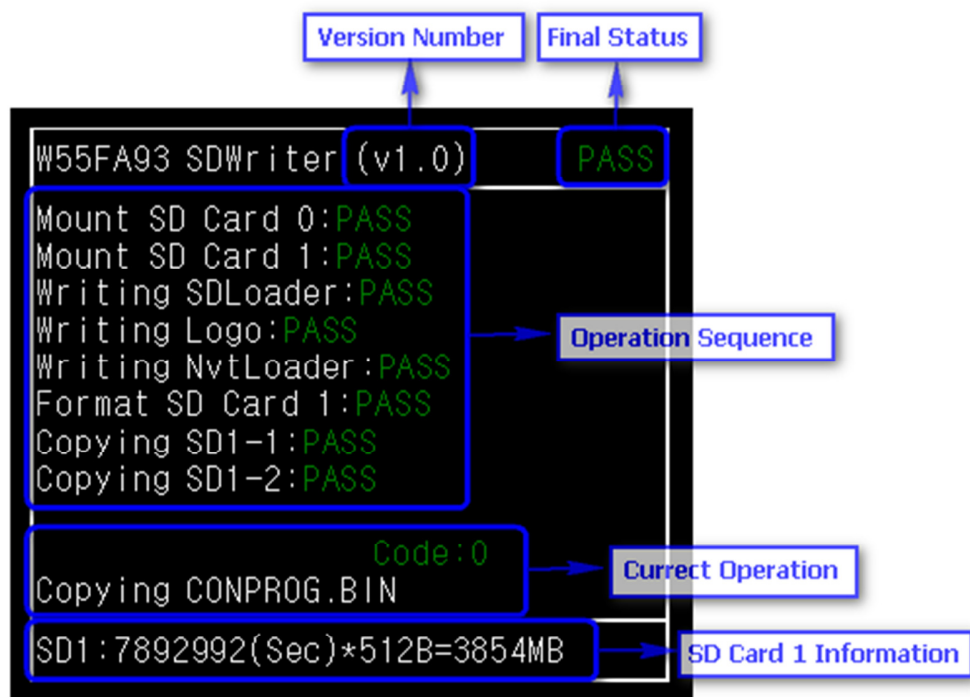 Version Number
Final Status
W55FA93 SDWriter (v1.0) PASS
Mount SD Card 0:PASS
Mount SD Card 1:PASS
Writing SDLoader:PASS
Writing Logo:PASS
Writing NvtLoader:PASS
Format SD Card 1:PASS
Copying SD1-1:PASS
Copying SD1-2:PASS
Operation Sequence
Code:0
Copying CONPROG.BIN
Currect Operation
SD1:7892992(Sec)*512B=3854MB
SD Card 1 Information